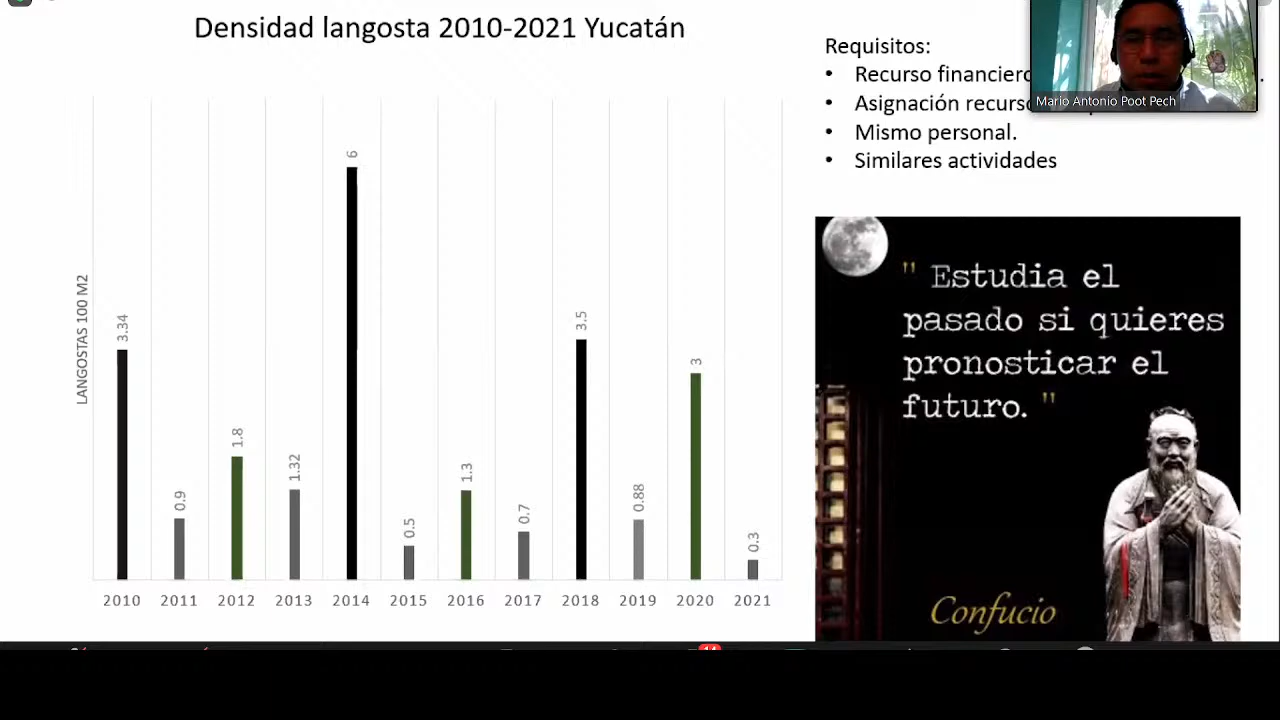 Densidad langosta 2010-2021 Yucatán
LANGOSTAS 100 M2
3.34
0.9
1.8
1.32
6
0.5
1.3
0.7
3.5
0.88
3
0.3
2010 2011 2012 2013 2014 2015 2016 2017 2018 2019 2020 2021
Requisitos:
• Recurso financiero
• Asignación recurso
• Mismo personal.
• Similares actividades
Mario Antonio Poot Pech
" Estudia el
pasado si quieres
pronosticar el
futuro. "
Confucio